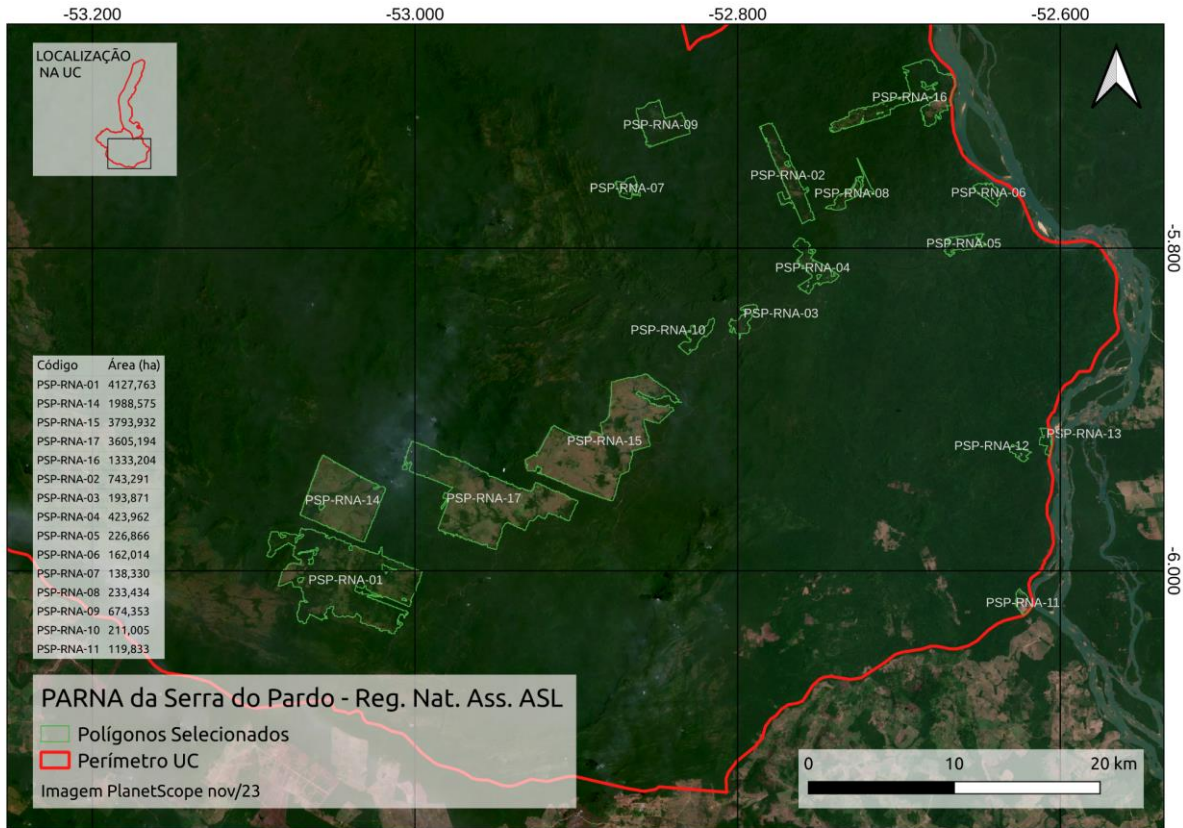 -53.200
-53.000
-52.800
-52.600
LOCALIZAÇÃO
NA UC
PSP-RNA-16
PSP-RNA-09
PSP-RNA-02
PSP-RNA-07
PSP-RNA-08
PSP-RNA-06
PSP-RNA-05
-5.800
PSP-RNA-04
PSP-RNA-03
PSP-RNA-10
PSP-RNA-15
PSP-RNA-13
PSP-RNA-12
PSP-RNA-14
PSP-RNA-17
-6.000
PSP-RNA-01
PSP-RNA-11
Código Área (ha)
PSP-RNA-01 4127,763
PSP-RNA-14 1988,575
PSP-RNA-15 3793,932
PSP-RNA-17 3605,194
PSP-RNA-16 1333,204
PSP-RNA-02 743,291
PSP-RNA-03 193,871
PSP-RNA-04 423,962
PSP-RNA-05 226,866
PSP-RNA-06 162,014
PSP-RNA-07 138,330
PSP-RNA-08 233,434
PSP-RNA-09 674,353
PSP-RNA-10 211,005
PSP-RNA-11 119,833
PARNA da Serra do Pardo - Reg. Nat. Ass. ASL
Polígonos Selecionados
Perímetro UC
Imagem PlanetScope nov/23
0 10 20 km